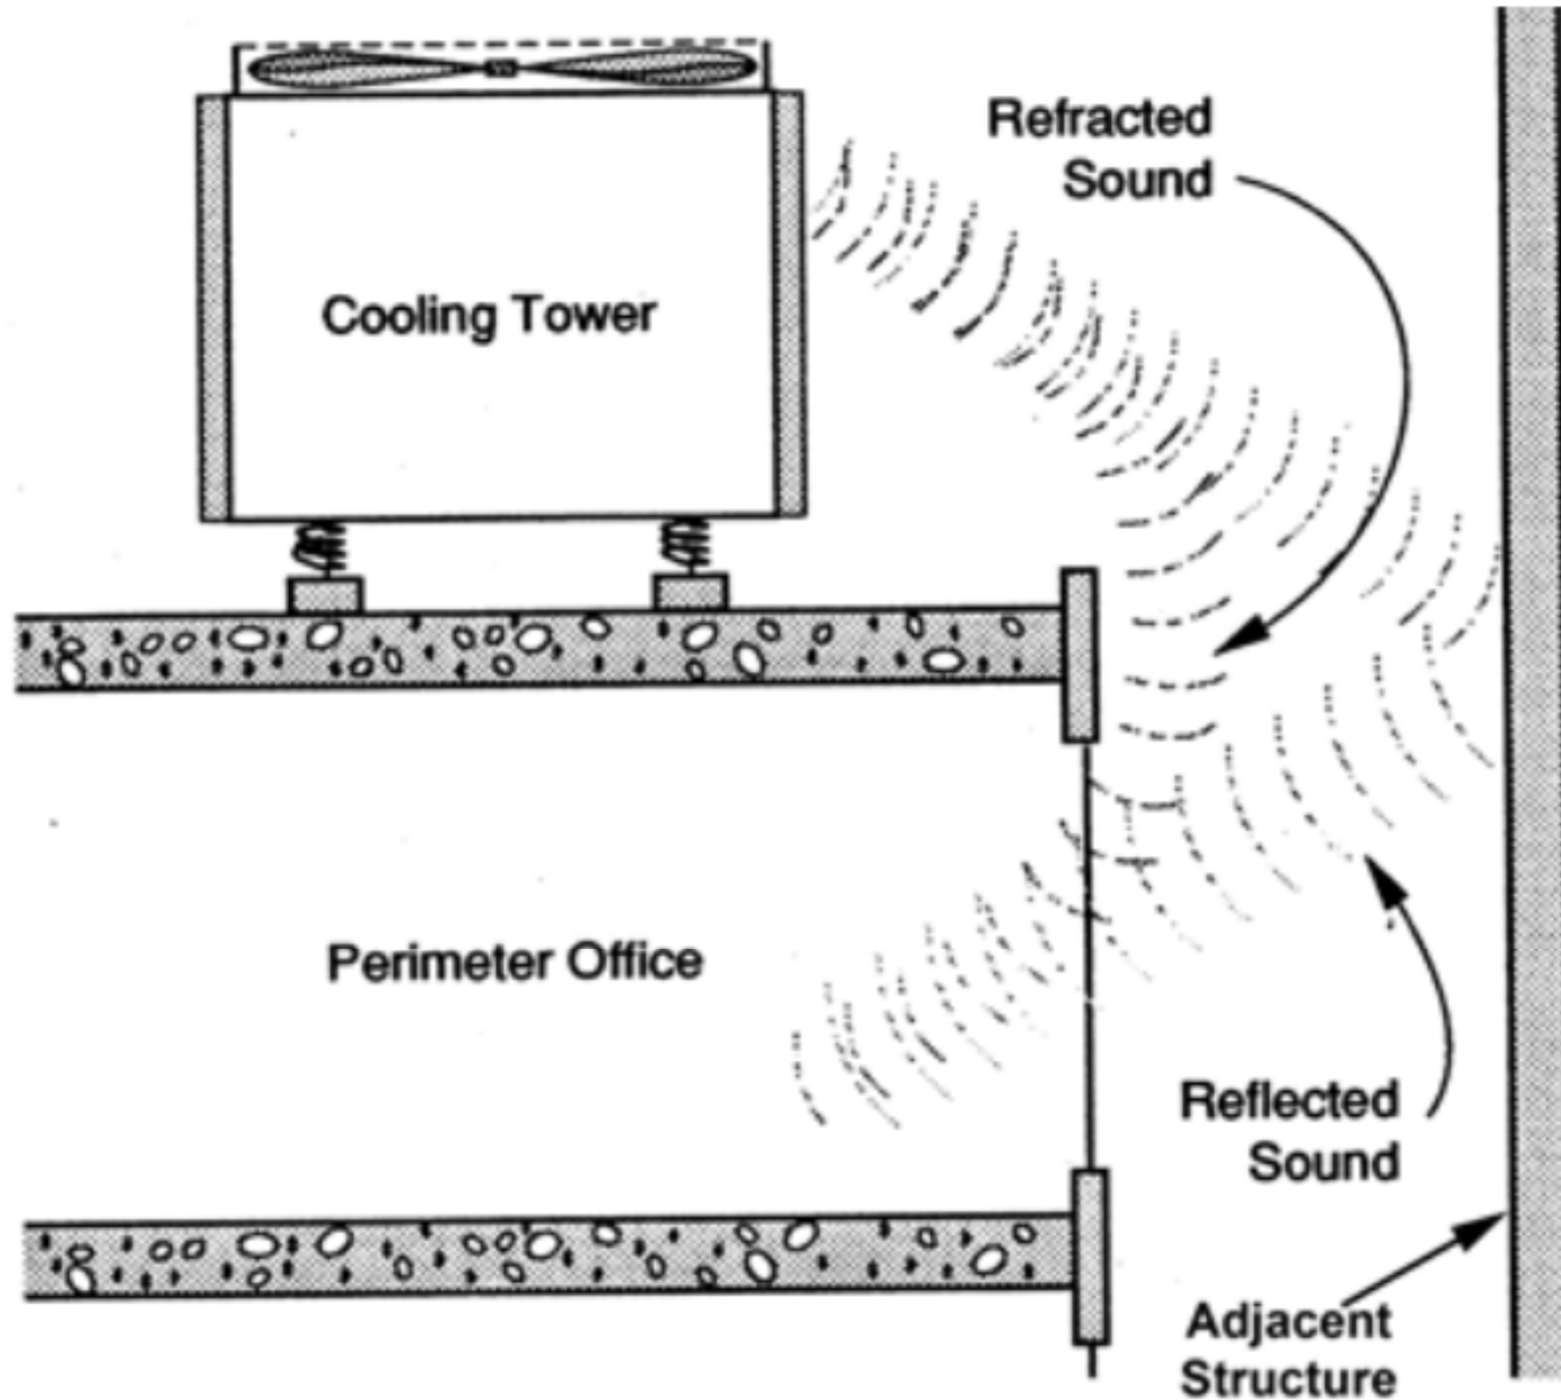 Refracted
Sound
Cooling Tower
Perimeter Office
Reflected
Sound
Adjacent
Structure